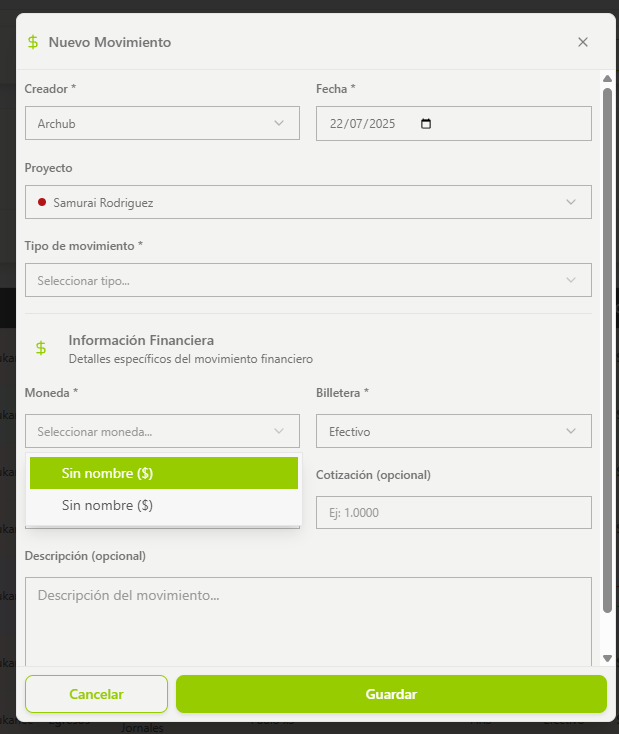 $ Nuevo Movimiento
Creador * Fecha *
Archub 22/07/2025
Proyecto
Samurai Rodriguez
Tipo de movimiento *
Seleccionar tipo...
$ Información Financiera
Detalles específicos del movimiento financiero
Moneda * Billetera *
Seleccionar moneda... Efectivo
Sin nombre ($)
Cotización (opcional)
Sin nombre ($)
Ej: 1.0000
Descripción (opcional)
Descripción del movimiento...
Cancelar Guardar
Jornales